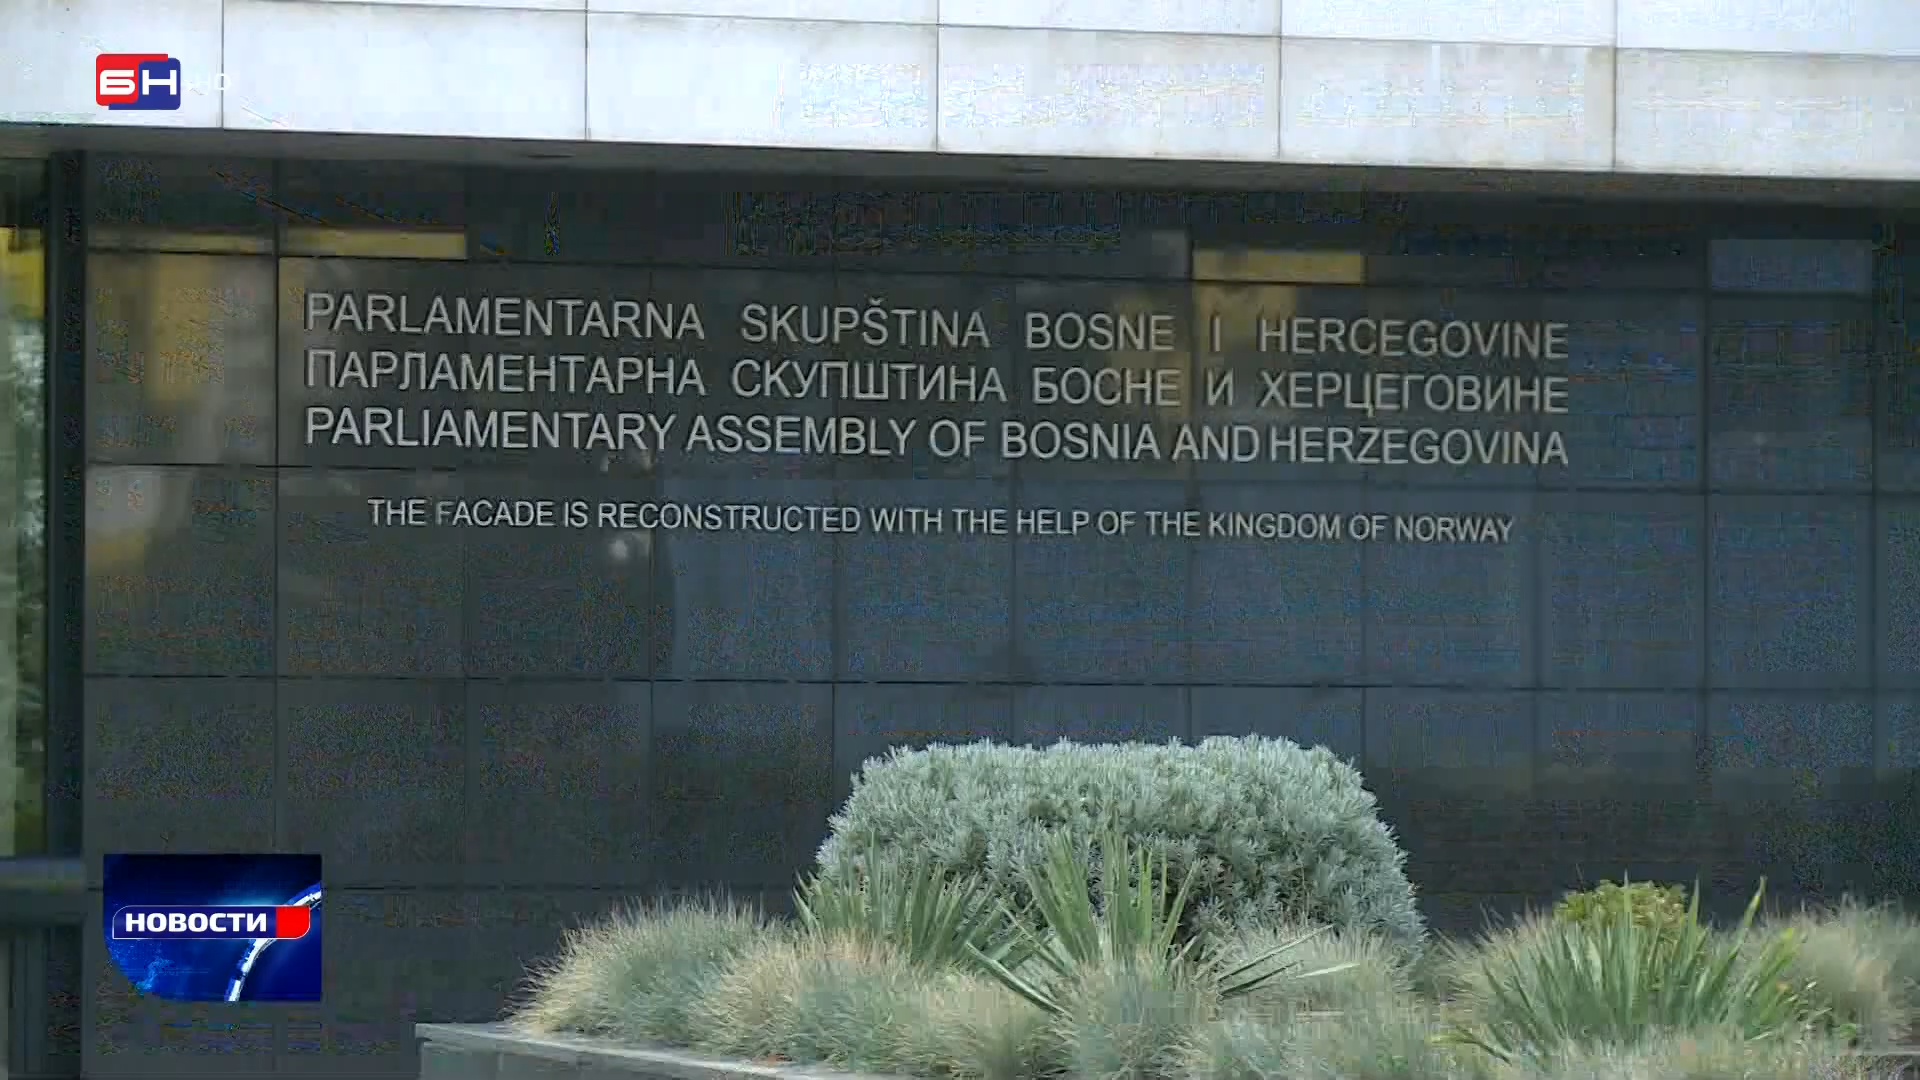 БН HD
PARLAMENTARNA SKUPŠTINA BOSNE I HERCEGOVINE
ПАРЛАМЕНТАРНА СКУПШТИНА БОСНЕ И ХЕРЦЕГОВИНЕ
PARLIAMENTARY ASSEMBLY OF BOSNIA AND HERZEGOVINA
THE FACADE IS RECONSTRUCTED WITH THE HELP OF THE KINGDOM OF NORWAY
НОВОСТИ